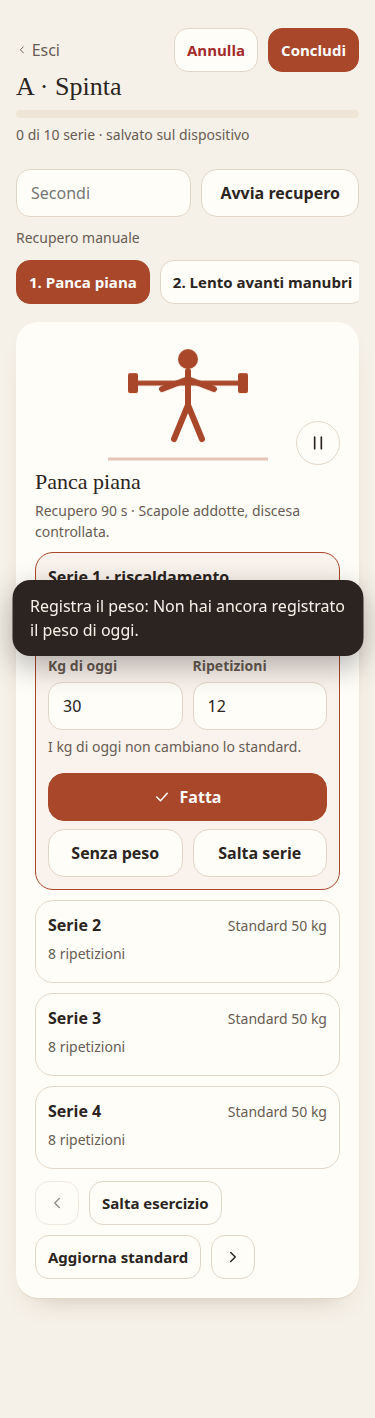 Esci
Annulla
Concludi
A · Spinta
0 di 10 serie · salvato sul dispositivo
Secondi
Avvia recupero
Recupero manuale
1. Panca piana
2. Lento avanti manubri
Panca piana
Recupero 90 s · Scapole addotte, discesa
controllata.
Serie 1 · riscaldamento
Registra il peso: Non hai ancora registrato
il peso di oggi.
Kg di oggi
Ripetizioni
30
12
I kg di oggi non cambiano lo standard.
Fatta
Senza peso
Salta serie
Serie 2
Standard 50 kg
8 ripetizioni
Serie 3
Standard 50 kg
8 ripetizioni
Serie 4
Standard 50 kg
8 ripetizioni
Salta esercizio
Aggiorna standard